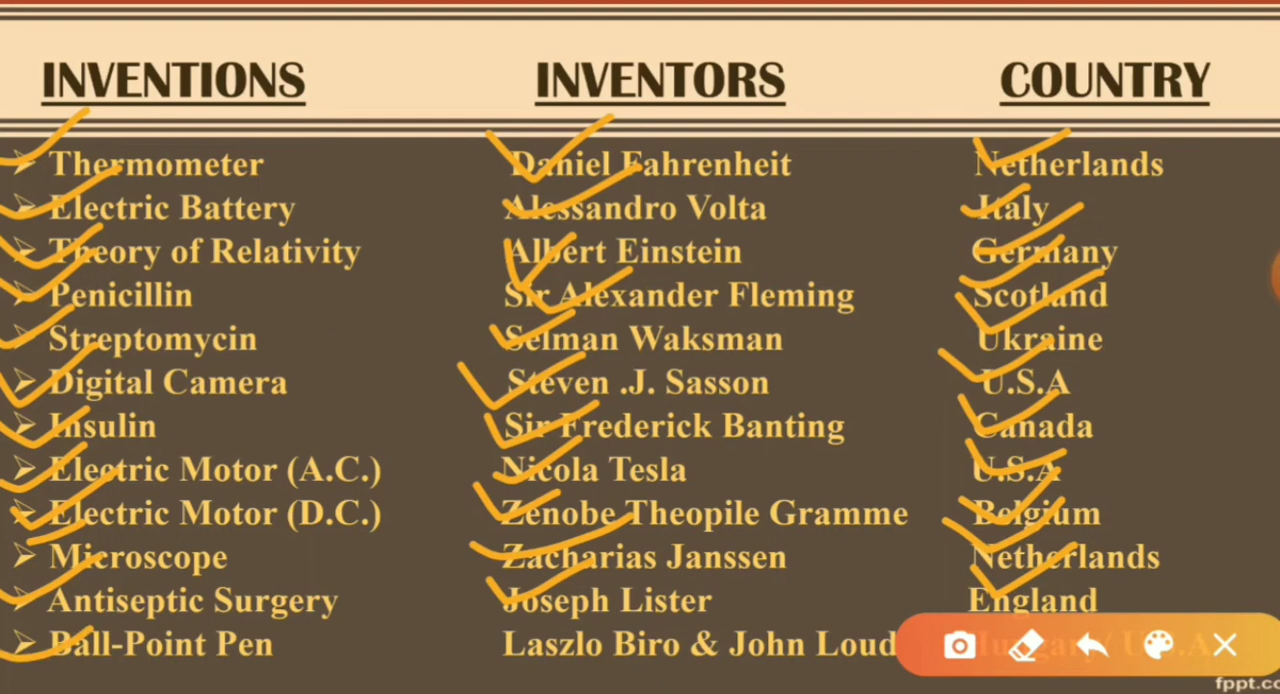 INVENTIONS INVENTORS COUNTRY
Thermometer Daniel Fahrenheit Netherlands
Electric Battery Alessandro Volta Italy
Theory of Relativity Albert Einstein Germany
Penicillin Sir Alexander Fleming Scotland
Streptomycin Selman Waksman Ukraine
Digital Camera Steven .J. Sasson U.S.A
Insulin Sir Frederick Banting Canada
Electric Motor (A.C.) Nicola Tesla U.S.A
Electric Motor (D.C.) Zenobe Theopile Gramme Belgium
Microscope Zacharias Janssen Netherlands
Antiseptic Surgery Joseph Lister England
Ball-Point Pen Laszlo Biro & John Loud Hungary/ U.S.A
fppt.co